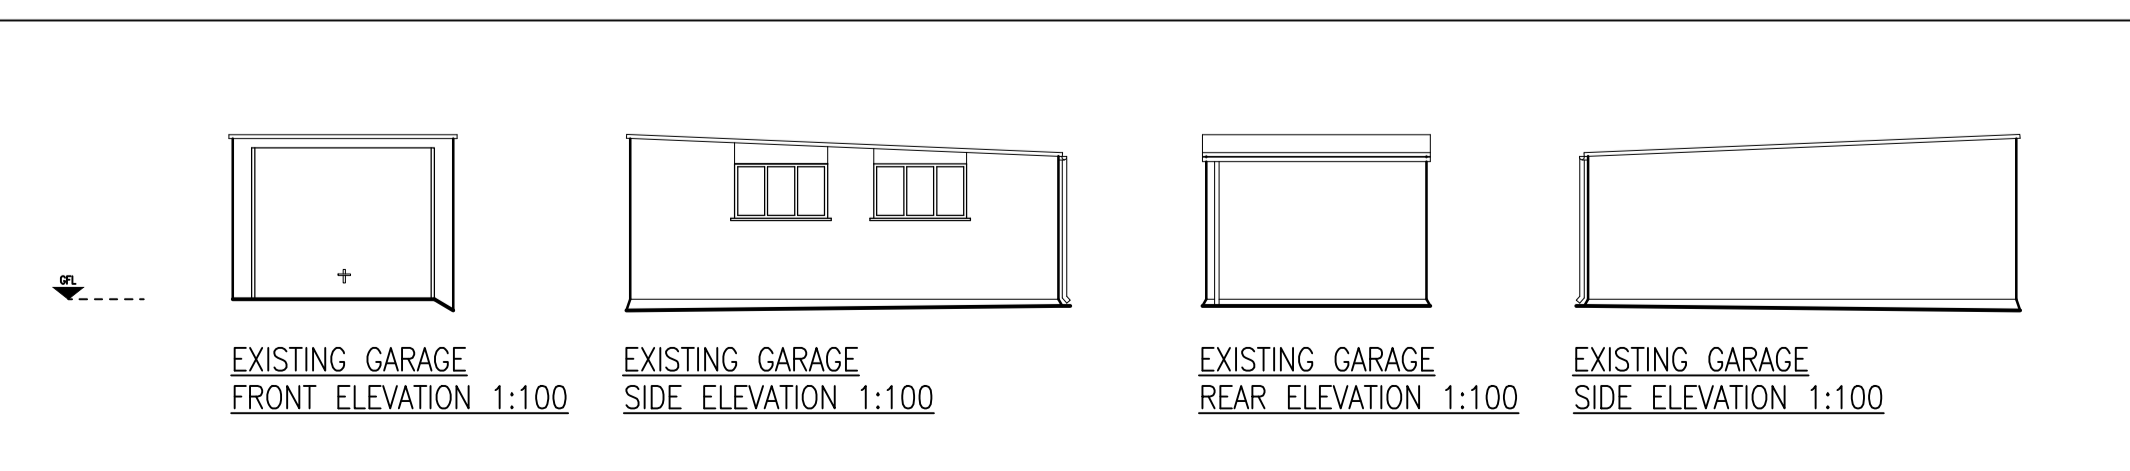 GFL
EXISTING GARAGE
FRONT ELEVATION 1:100
EXISTING GARAGE
SIDE ELEVATION 1:100
EXISTING GARAGE
REAR ELEVATION 1:100
EXISTING GARAGE
SIDE ELEVATION 1:100